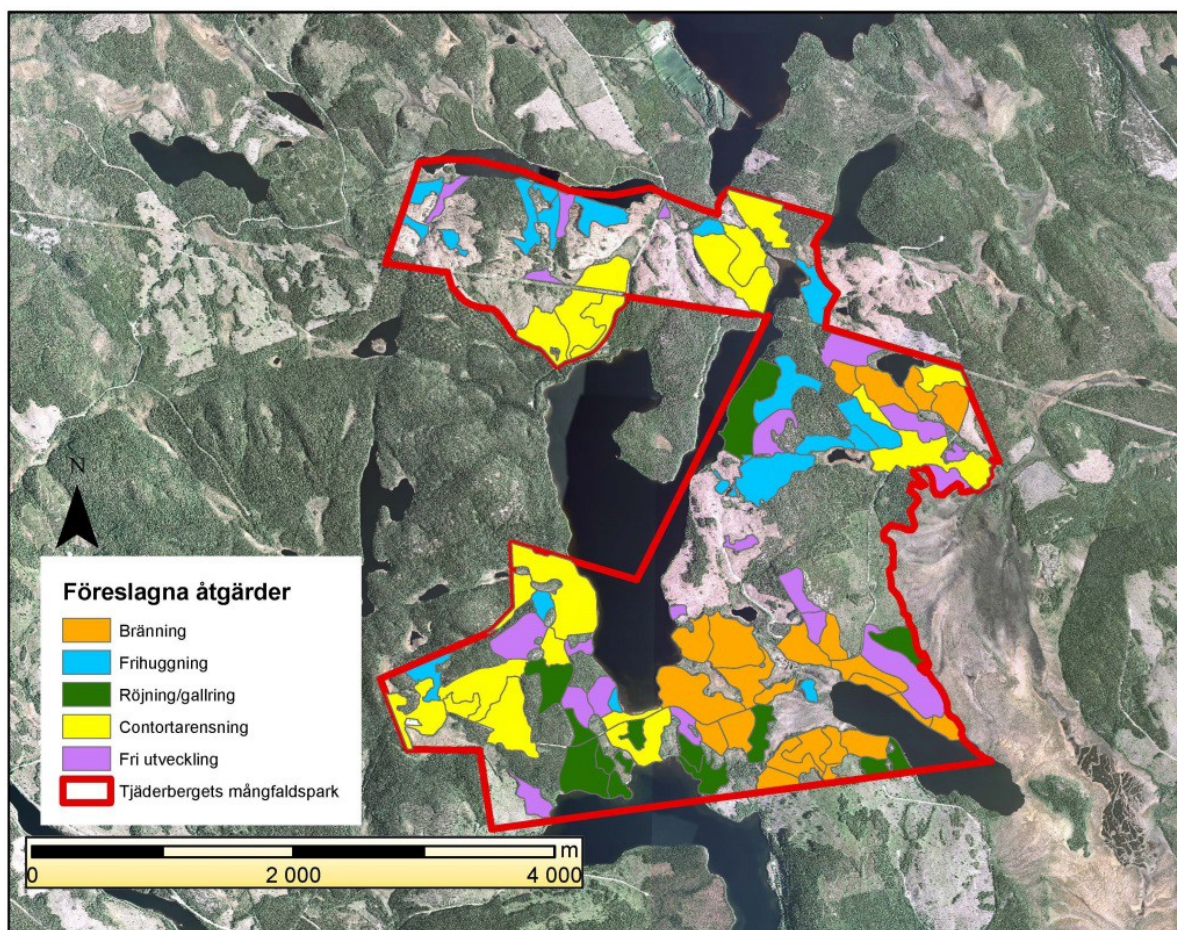 N
Föreslagna åtgärder
Bränning
Frihuggning
Röjning/gallring
Contortarensning
Fri utveckling
Tjäderbergets mångfaldspark
m
0 2 000 4 000